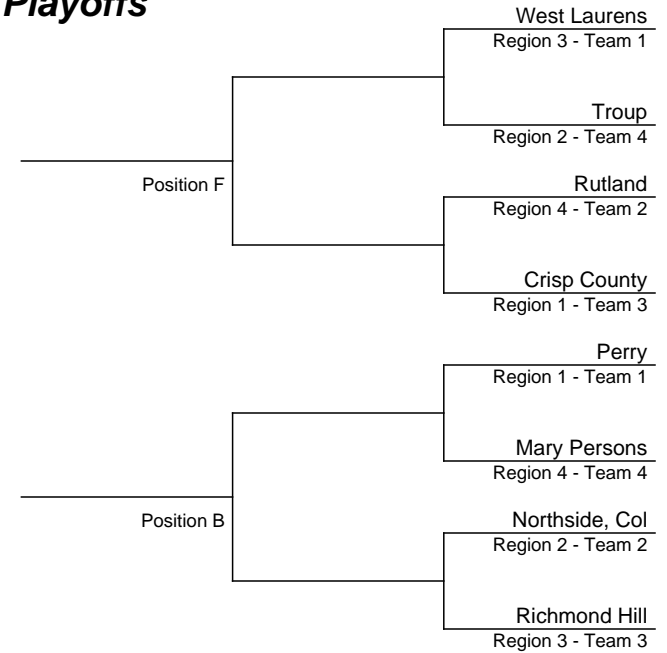 Playoffs
West Laurens
Region 3 - Team 1
Troup
Region 2 - Team 4
Position F
Rutland
Region 4 - Team 2
Crisp County
Region 1 - Team 3
Perry
Region 1 - Team 1
Mary Persons
Region 4 - Team 4
Position B
Northside, Col
Region 2 - Team 2
Richmond Hill
Region 3 - Team 3